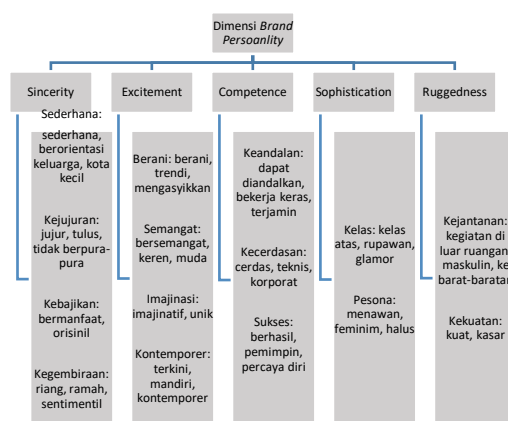 Dimensi Brand
Persoanlity
Sincerity
Excitement
Competence
Sophistication
Ruggedness
Sederhana:
sederhana,
berorientasi
keluarga, kota
kecil
Kejujuran:
jujur, tulus,
tidak berpura-
pura
Kebajikan:
bermanfaat,
orisinil
Kegembiraan:
riang, ramah,
sentimentil
Berani: berani,
trendi,
mengasyikkan
Semangat:
bersemangat,
keren, muda
Imajinasi:
imajinatif, unik
Kontemporer:
terkini,
mandiri,
kontemporer
Keandalan:
dapat
diandalkan,
bekerja keras,
terjamin
Kecerdasan:
cerdas, teknis,
korporat
Sukses:
berhasil,
pemimpin,
percaya diri
Kelas: kelas
atas, rupawan,
glamor
Pesona:
menawan,
feminim, halus
Kejantanan:
kegiatan di
luar ruangan,
maskulin, ke
barat-baratan
Kekuatan:
kuat, kasar